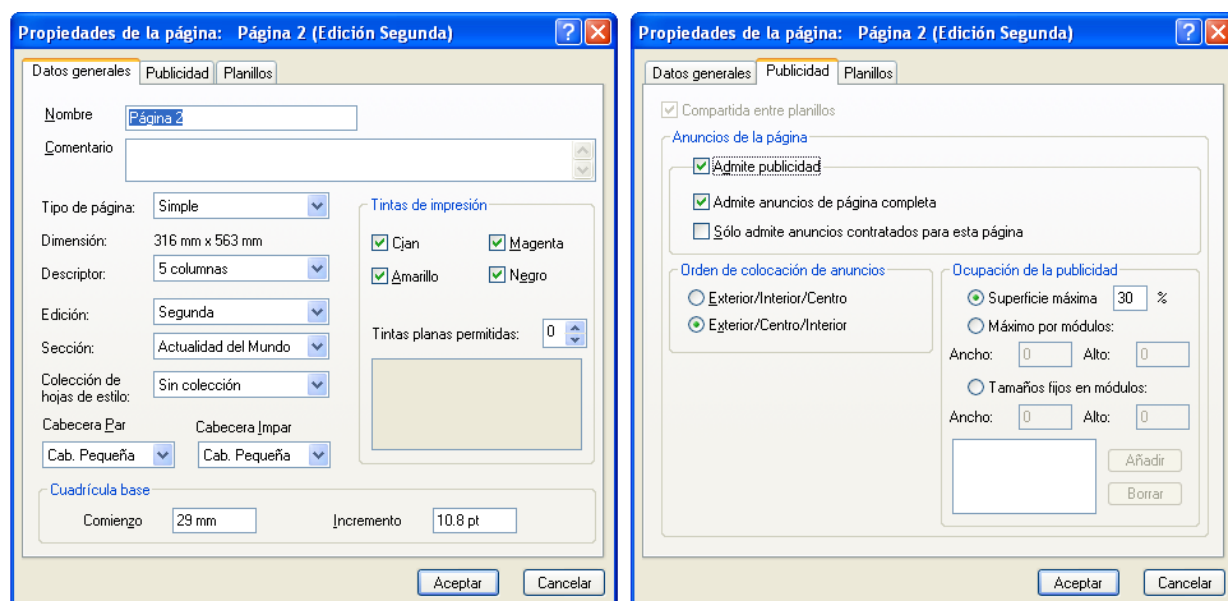 Propiedades de la página: Página 2 (Edición Segunda)
Datos generales Publicidad Planillos
Nombre Página 2
Comentario
Tipo de página: Simple
Dimensión: 316 mm x 563 mm
Descriptor: 5 columnas
Edición: Segunda
Sección: Actualidad del Mundo
Colección de
hojas de estilo: Sin colección
Cabecera Par Cabecera Impar
Cab. Pequeña Cab. Pequeña
Tintas de impresión
Cian Magenta
Amarillo Negro
Tintas planas permitidas: 0
Cuadrícula base
Comienzo 29 mm Incremento 10.8 pt
Aceptar Cancelar
Propiedades de la página: Página 2 (Edición Segunda)
Datos generales Publicidad Planillos
Compartida entre planillos
Anuncios de la página
Admite publicidad
Admite anuncios de página completa
Sólo admite anuncios contratados para esta página
Orden de colocación de anuncios
Exterior/Interior/Centro
Exterior/Centro/Interior
Ocupación de la publicidad
Superficie máxima 30 %
Máximo por módulos:
Ancho: 0 Alto: 0
Tamaños fijos en módulos:
Ancho: 0 Alto: 0
Añadir
Borrar
Aceptar Cancelar